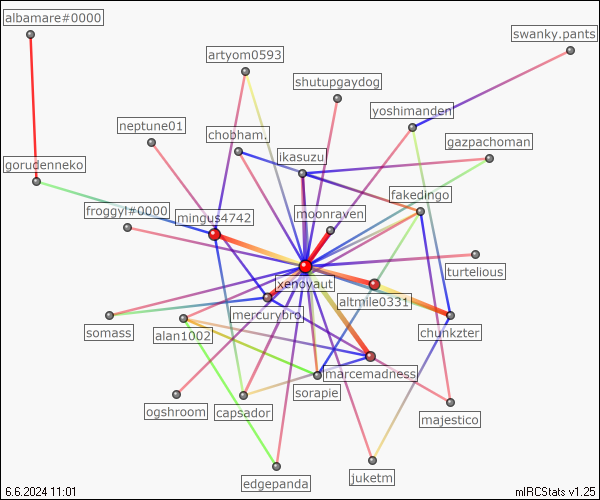 albamare#0000
swanky.pants
artyom0593
shutupgaydog
yoshimanden
neptune01
chobham.
gazpachoman
ikasuzu
gorudenneko
fakedingo
froggyl#0000
mingus4742
moonraven
turtelious
xenoyaut
altmile0331
mercurybro
somass
alan1002
chunkzter
marcemadness
sorapie
ogshroom
capsador
majestico
edgepanda
juketm
6.6.2024 11:01
mIRCStats v1.25